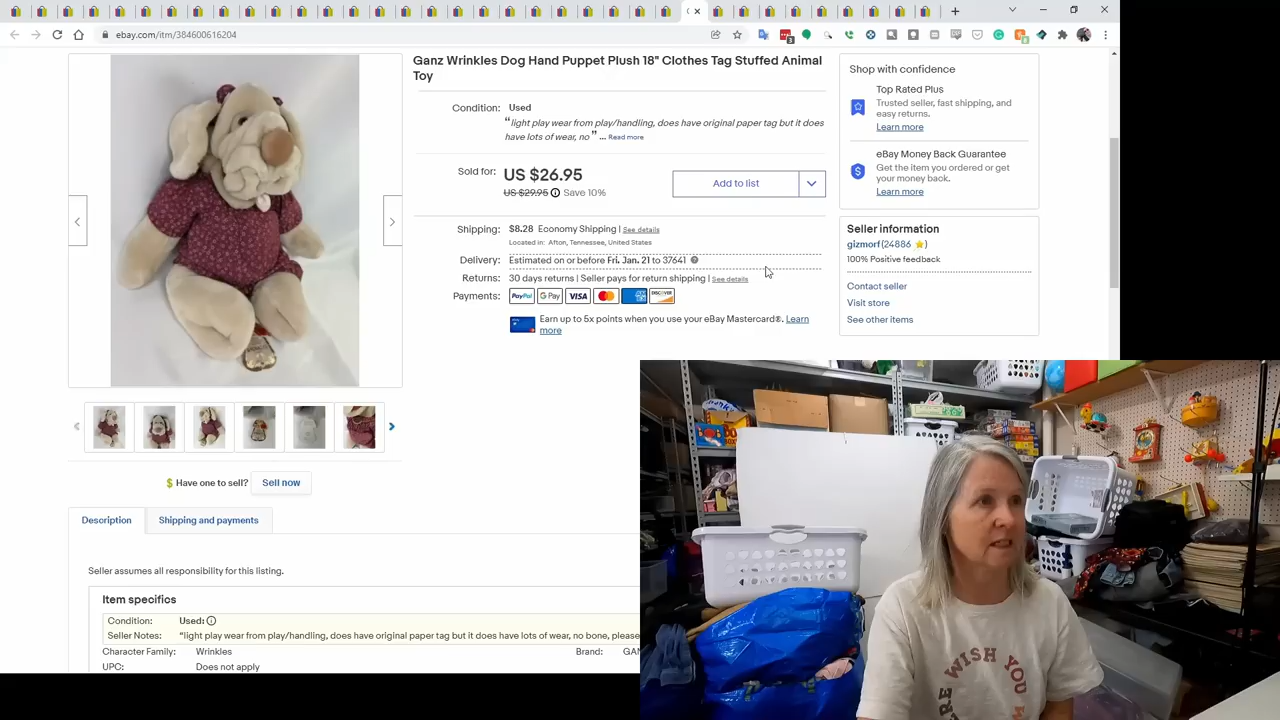 ebay.com/itm/384600616204
Ganz Wrinkles Dog Hand Puppet Plush 18" Clothes Tag Stuffed Animal
Toy
Condition: Used
“light play wear from play/handling, does have original paper tag but it does
have lots of wear, no ” ... Read more
Sold for: US $26.95
US $29.95 Save 10%
Add to list
Shipping: $8.28 Economy Shipping | See details
Located in: Afton, Tennessee, United States
Delivery: Estimated on or before Fri. Jan. 21 to 37641
Returns: 30 days returns | Seller pays for return shipping | See details
Payments: PayPal G Pay VISA DISCOVER
Earn up to 5x points when you use your eBay Mastercard®. Learn
more
Shop with confidence
Top Rated Plus
Trusted seller, fast shipping, and
easy returns.
Learn more
eBay Money Back Guarantee
Get the item you ordered or get
your money back.
Learn more
Seller information
gizmorf (24886 )
100% Positive feedback
Contact seller
Visit store
See other items
$ Have one to sell? Sell now
Description
Shipping and payments
Seller assumes all responsibility for this listing.
Item specifics
Condition: Used:
Seller Notes: “light play wear from play/handling, does have original paper tag but it does have lots of wear, no bone, please
Character Family: Wrinkles
Brand: GAN
UPC: Does not apply
WISH YOU